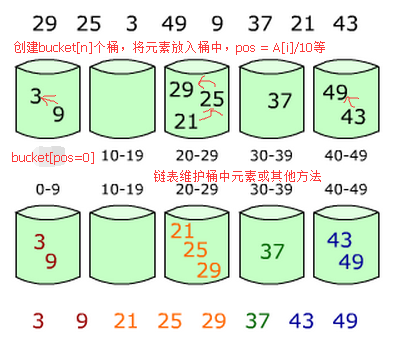 29 25 3 49 9 37 21 43
创建bucket[n]个桶，将元素放入桶中，pos = A[i]/10等
3 9
29 25 21
37
49 43
bucket[pos=0] 10-19 20-29 30-39 40-49
链表维护桶中元素或其他方法
0-9 10-19 20-29 30-39 40-49
3 9
21 25 29
37
43 49
3 9 21 25 29 37 43 49